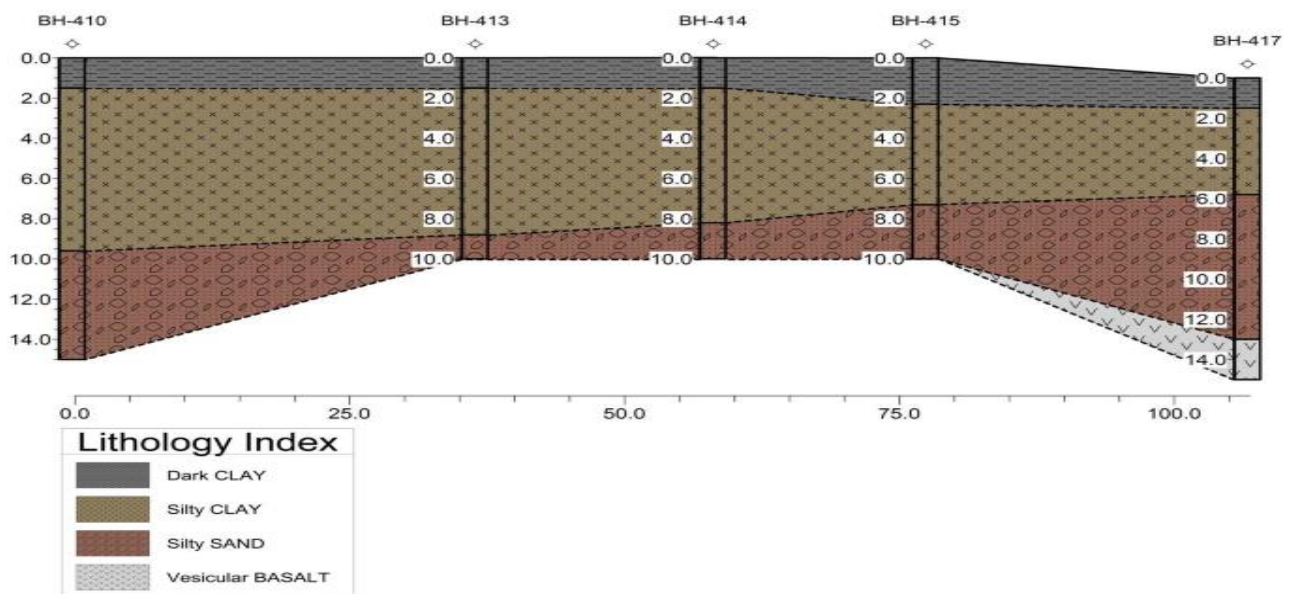 BH-410 BH-413 BH-414 BH-415
BH-417
0.0 0.0 0.0 0.0
0.0
2.0 2.0 2.0 2.0
2.0
4.0 4.0 4.0 4.0
4.0
6.0 6.0 6.0 6.0
6.0
8.0 8.0 8.0 8.0
8.0
10.0 10.0 10.0 10.0
10.0
12.0
12.0
14.0
14.0
0.0 25.0 50.0 75.0 100.0
Lithology Index
Dark CLAY
Silty CLAY
Silty SAND
Vesicular BASALT